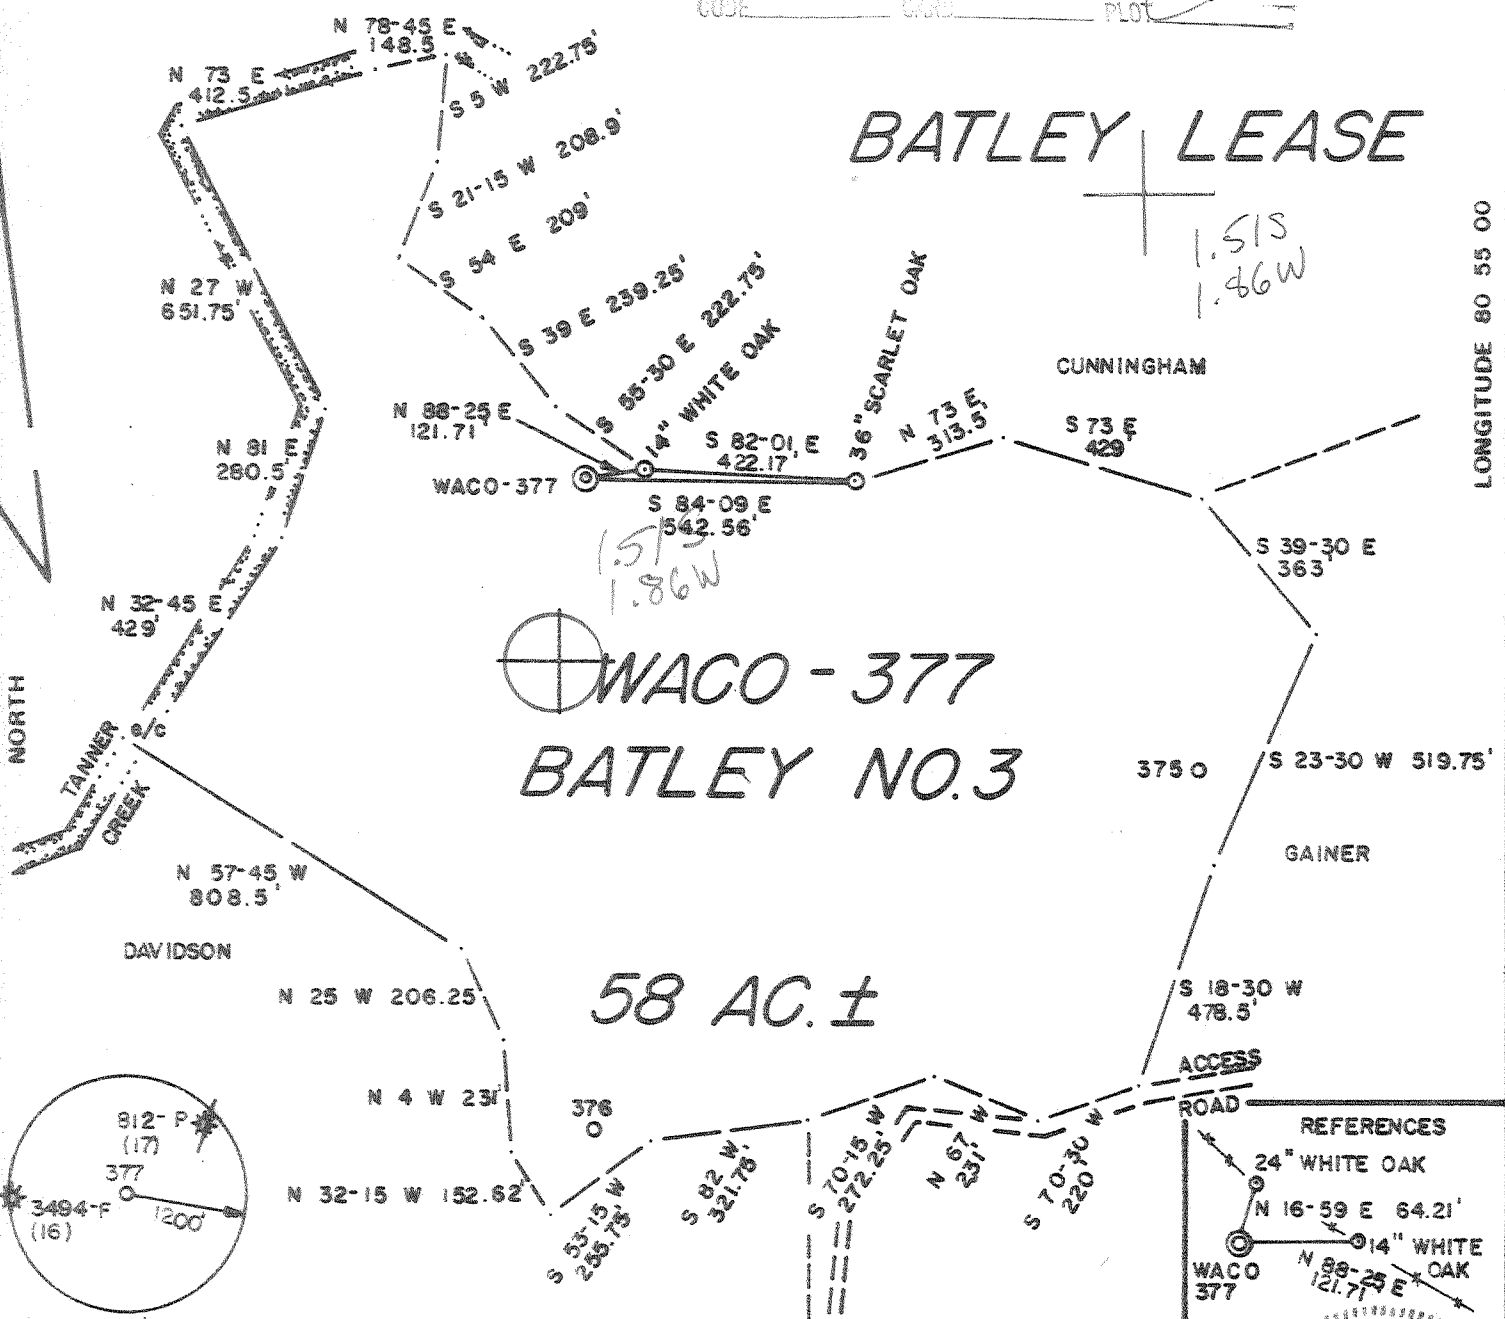 CODE CARD PLOT
N 78-45 E
148.5
N 73 E
412.5
S 5 W 222.75'
S 21-15 W 208.9'
S 54 E 209'
S 39 E 239.25'
S 55-30 E 222.75'
14" WHITE OAK
36" SCARLET OAK
BATLEY LEASE
1.51S
1.86W
LONGITUDE 80 55 00
N 27 W
651.75'
N 81 E
280.5'
N 32-45 E
429'
N 88-25 E
121.71'
WACO-377
S 82-01 E
422.17'
S 84-09 E
542.56'
1.51S
1.86W
N 73 E
313.5'
CUNNINGHAM
S 73 E
429'
S 39-30 E
363'
NORTH
TANNER
CREEK
WACO - 377
BATLEY NO.3
375
S 23-30 W 519.75'
GAINER
N 57-45 W
808.5'
DAVIDSON
N 25 W 206.25'
58 AC. ±
S 18-30 W
478.5'
N 4 W 231'
376
N 32-15 W 152.62'
S 53-15 W
255.75'
S 82 W
321.75'
S 70-15 W
272.25'
N 67 W
231'
S 70-30 W
220'
ACCESS
ROAD
812-P
(17)
377
3494-F
(16)
1200'
REFERENCES
24" WHITE OAK
N 16-59 E 64.21'
14" WHITE
OAK
WACO
377
N 88-25 E
121.71'